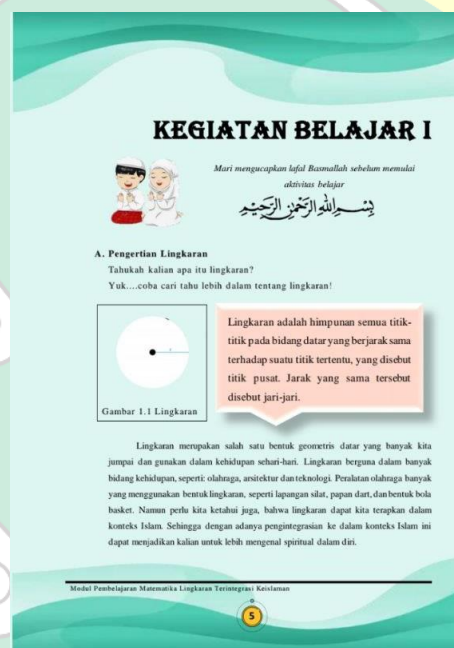 KEGIATAN BELAJAR I
Mari mengucapkan lafal Basmallah sebelum memulai
aktivitas belajar
بِسْمِ اللهِ الرَّحْمٰنِ الرَّحِيْمِ
A. Pengertian Lingkaran
Tahukah kalian apa itu lingkaran?
Yuk....coba cari tahu lebih dalam tentang lingkaran!
Gambar 1.1 Lingkaran
Lingkaran adalah himpunan semua titik-
titik pada bidang datar yang berjarak sama
terhadap suatu titik tertentu, yang disebut
titik pusat. Jarak yang sama tersebut
disebut jari-jari.
Lingkaran merupakan salah satu bentuk geometris datar yang banyak kita
jumpai dan gunakan dalam kehidupan sehari-hari. Lingkaran berguna dalam banyak
bidang kehidupan, seperti: olahraga, arsitektur dan teknologi. Peralatan olahraga banyak
yang menggunakan bentuk lingkaran, seperti lapangan silat, papan dart, dan bentuk bola
basket. Namun perlu kita ketahui juga, bahwa lingkaran dapat kita terapkan dalam
konteks Islam. Sehingga dengan adanya pengintegrasian ke dalam konteks Islam ini
dapat menjadikan kalian untuk lebih mengenal spiritual dalam diri.
Modul Pembelajaran Matematika Lingkaran Terintegrasi Keislaman
5